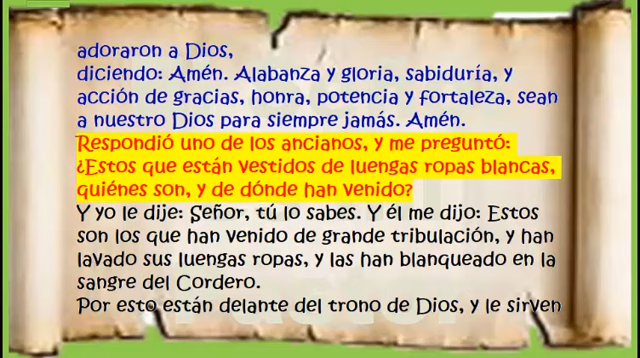 adoraron a Dios,
diciendo: Amén. Alabanza y gloria, sabiduría, y
acción de gracias, honra, potencia y fortaleza, sean
a nuestro Dios para siempre jamás. Amén.
Respondió uno de los ancianos, y me preguntó:
¿Estos que están vestidos de luengas ropas blancas,
quiénes son, y de dónde han venido?
Y yo le dije: Señor, tú lo sabes. Y él me dijo: Estos
son los que han venido de grande tribulación, y han
lavado sus luengas ropas, y las han blanqueado en la
sangre del Cordero.
Por esto están delante del trono de Dios, y le sirven